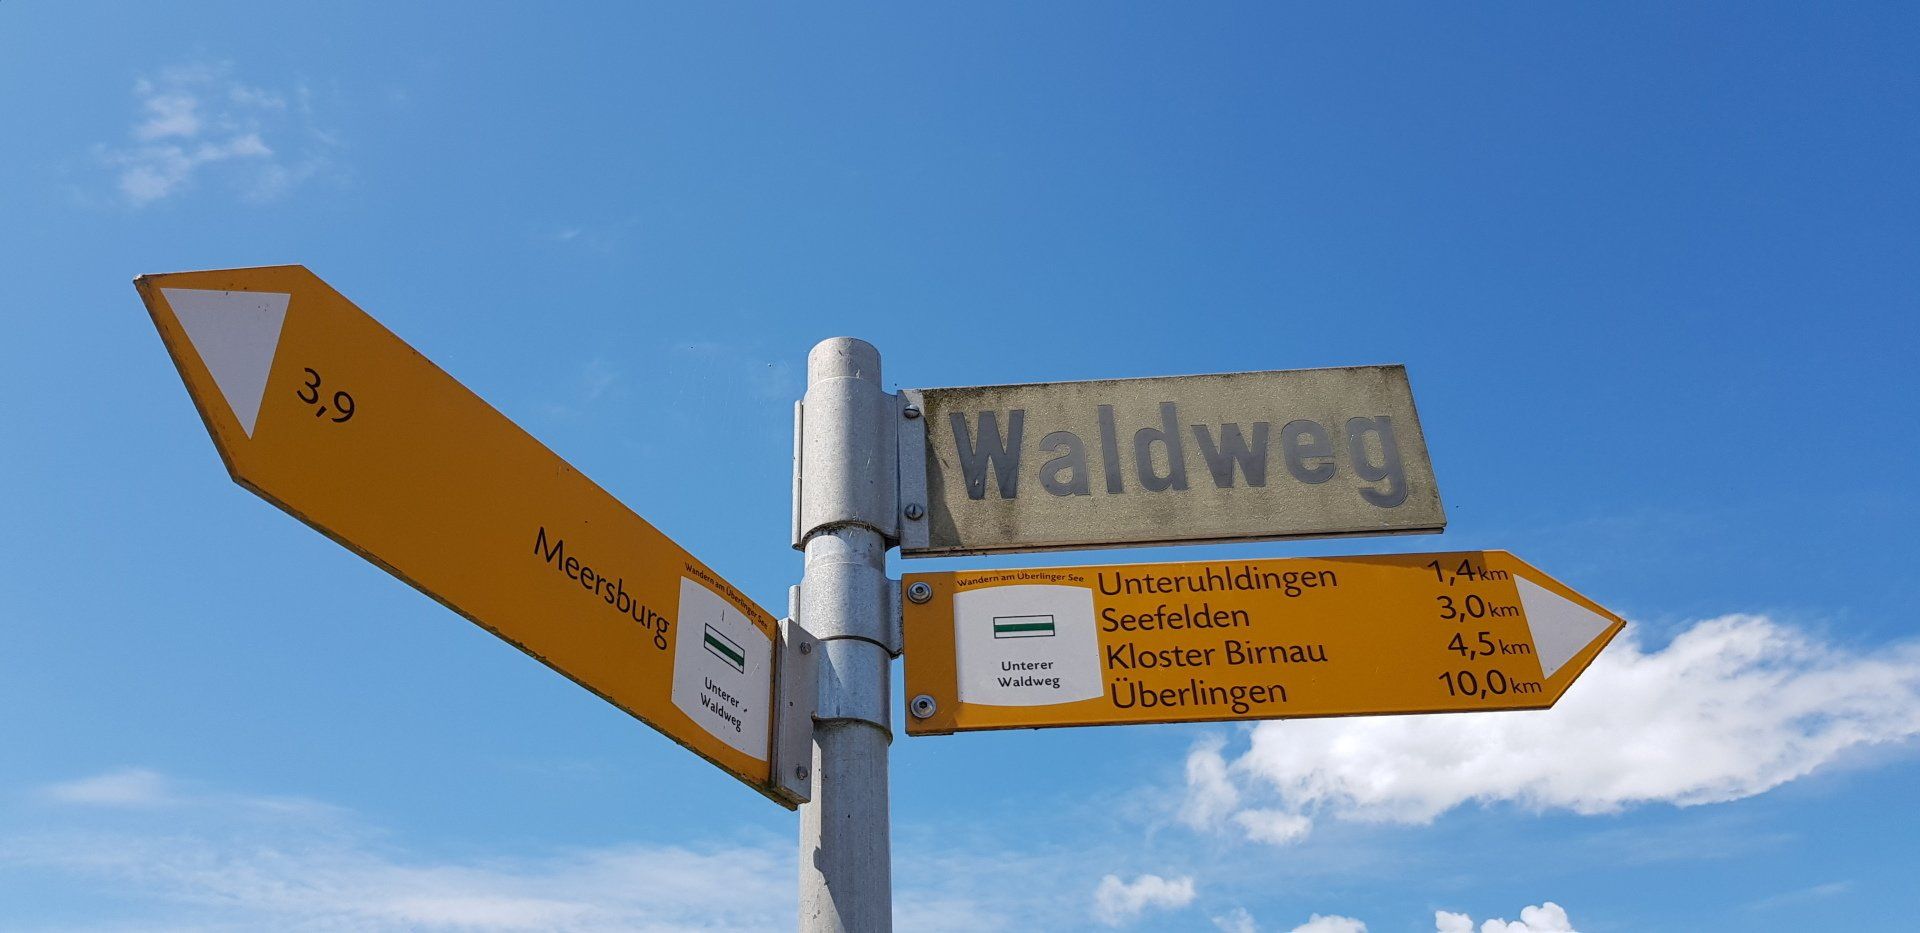 3,9
Meersburg
Wandern am Überlinger See
Unterer
Waldweg
Waldweg
Wandern am Überlinger See
Unterer
Waldweg
Unteruhldingen 1,4 km
Seefelden 3,0 km
Kloster Birnau 4,5 km
Überlingen 10,0 km